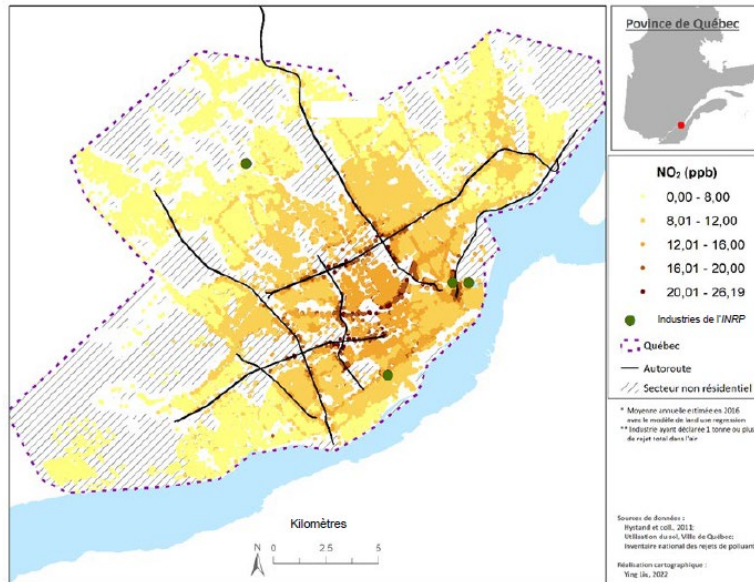 Povince de Québec
NO₂ (ppb)
0,00 - 8,00
8,01 - 12,00
12,01 - 16,00
16,01 - 20,00
20,01 - 26,19
Industries de l'INRP
Québec
Autoroute
Secteur non résidentiel
* Moyenne annuelle estimée en 2016
avec le modèle de land use regression
** Industrie ayant déclarée 1 tonne ou plus
de rejet total dans l'air
Kilomètres
N
0 2.5 5
Sources de données :
Hystand et coll., 2011;
Utilisation du sol, Ville de Québec;
Inventaire national des rejets de polluant
Réalisation cartographique :
Ying Liu, 2022